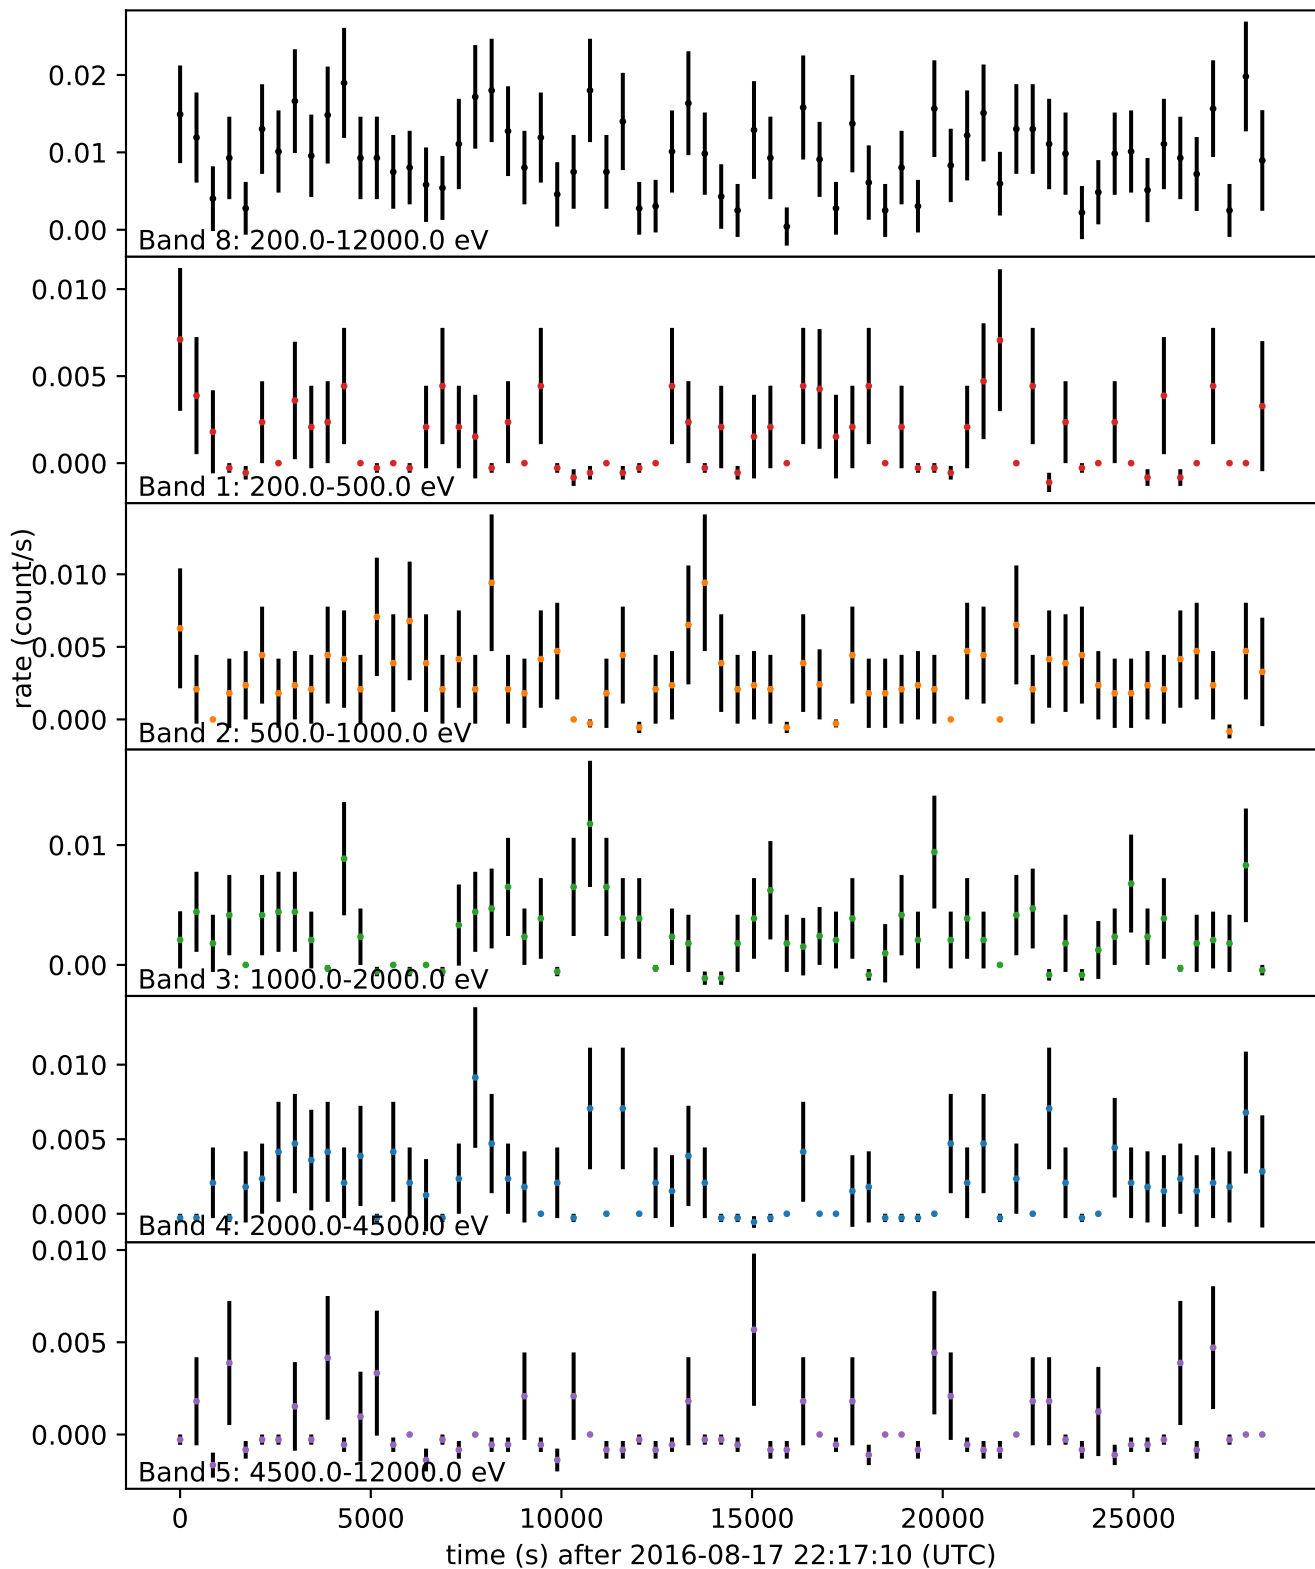 0.02
0.01
0.00
Band 8: 200.0-12000.0 eV
0.010
0.005
0.000
Band 1: 200.0-500.0 eV
rate (count/s)
0.010
0.005
0.000
Band 2: 500.0-1000.0 eV
0.01
0.00
Band 3: 1000.0-2000.0 eV
0.010
0.005
0.000
Band 4: 2000.0-4500.0 eV
0.010
0.005
0.000
Band 5: 4500.0-12000.0 eV
0 5000 10000 15000 20000 25000
time (s) after 2016-08-17 22:17:10 (UTC)